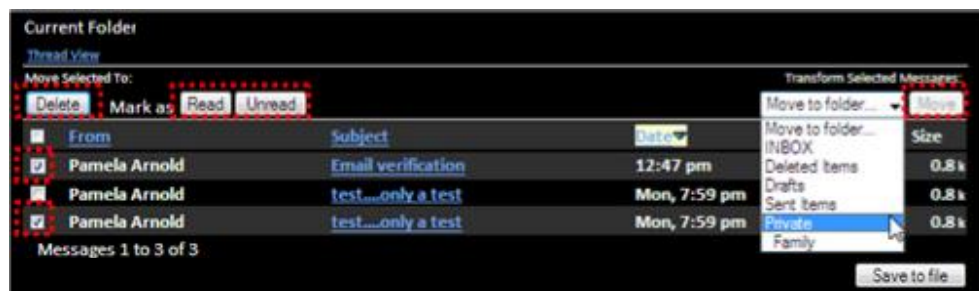 Current Folder
Thread View
Move Selected To: Transform Selected Messages:
Delete Mark as Read Unread Move to folder... Move
From Subject Date Size
Pamela Arnold Email verification 12:47 pm 0.8 k
Pamela Arnold test....only a test Mon, 7:59 pm 0.8 k
Pamela Arnold test....only a test Mon, 7:59 pm 0.8 k
Move to folder...
INBOX
Deleted Items
Drafts
Sent Items
Private
Family
Messages 1 to 3 of 3
Save to file